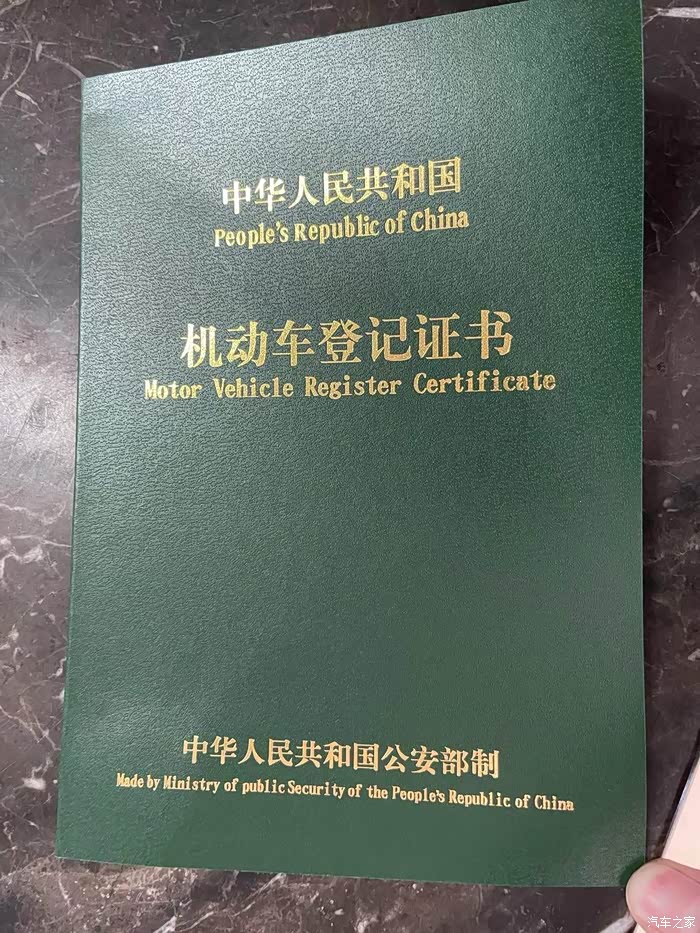 中华人民共和国
People's Republic of China
机动车登记证书
Motor Vehicle Register Certificate
中华人民共和国公安部制
Made by Ministry of public Security of the People's Republic of China
汽车之家